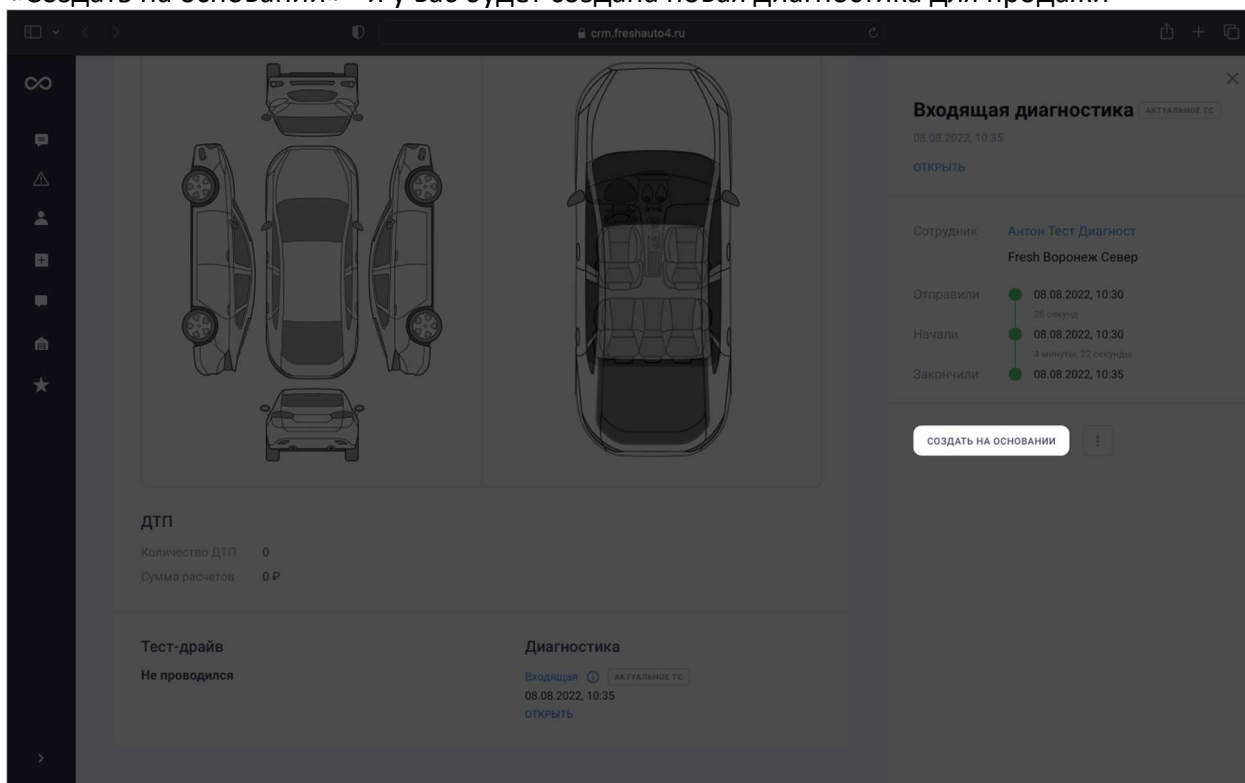 «Создать на основании» - и у вас будет создана новая диагностика для продажи
crm.freshauto4.ru
Входящая диагностика АКТУАЛЬНОЕ ТС
08.08.2022, 10:35
ОТКРЫТЬ
Сотрудник Антон Тест Диагност
Fresh Воронеж Север
Отправили 08.08.2022, 10:30
26 секунд
Начали 08.08.2022, 10:30
4 минуты, 22 секунды
Закончили 08.08.2022, 10:35
СОЗДАТЬ НА ОСНОВАНИИ
ДТП
Количество ДТП 0
Сумма расчетов 0 ₽
Тест-драйв
Не проводился
Диагностика
Входящая АКТУАЛЬНОЕ ТС
08.08.2022, 10:35
ОТКРЫТЬ